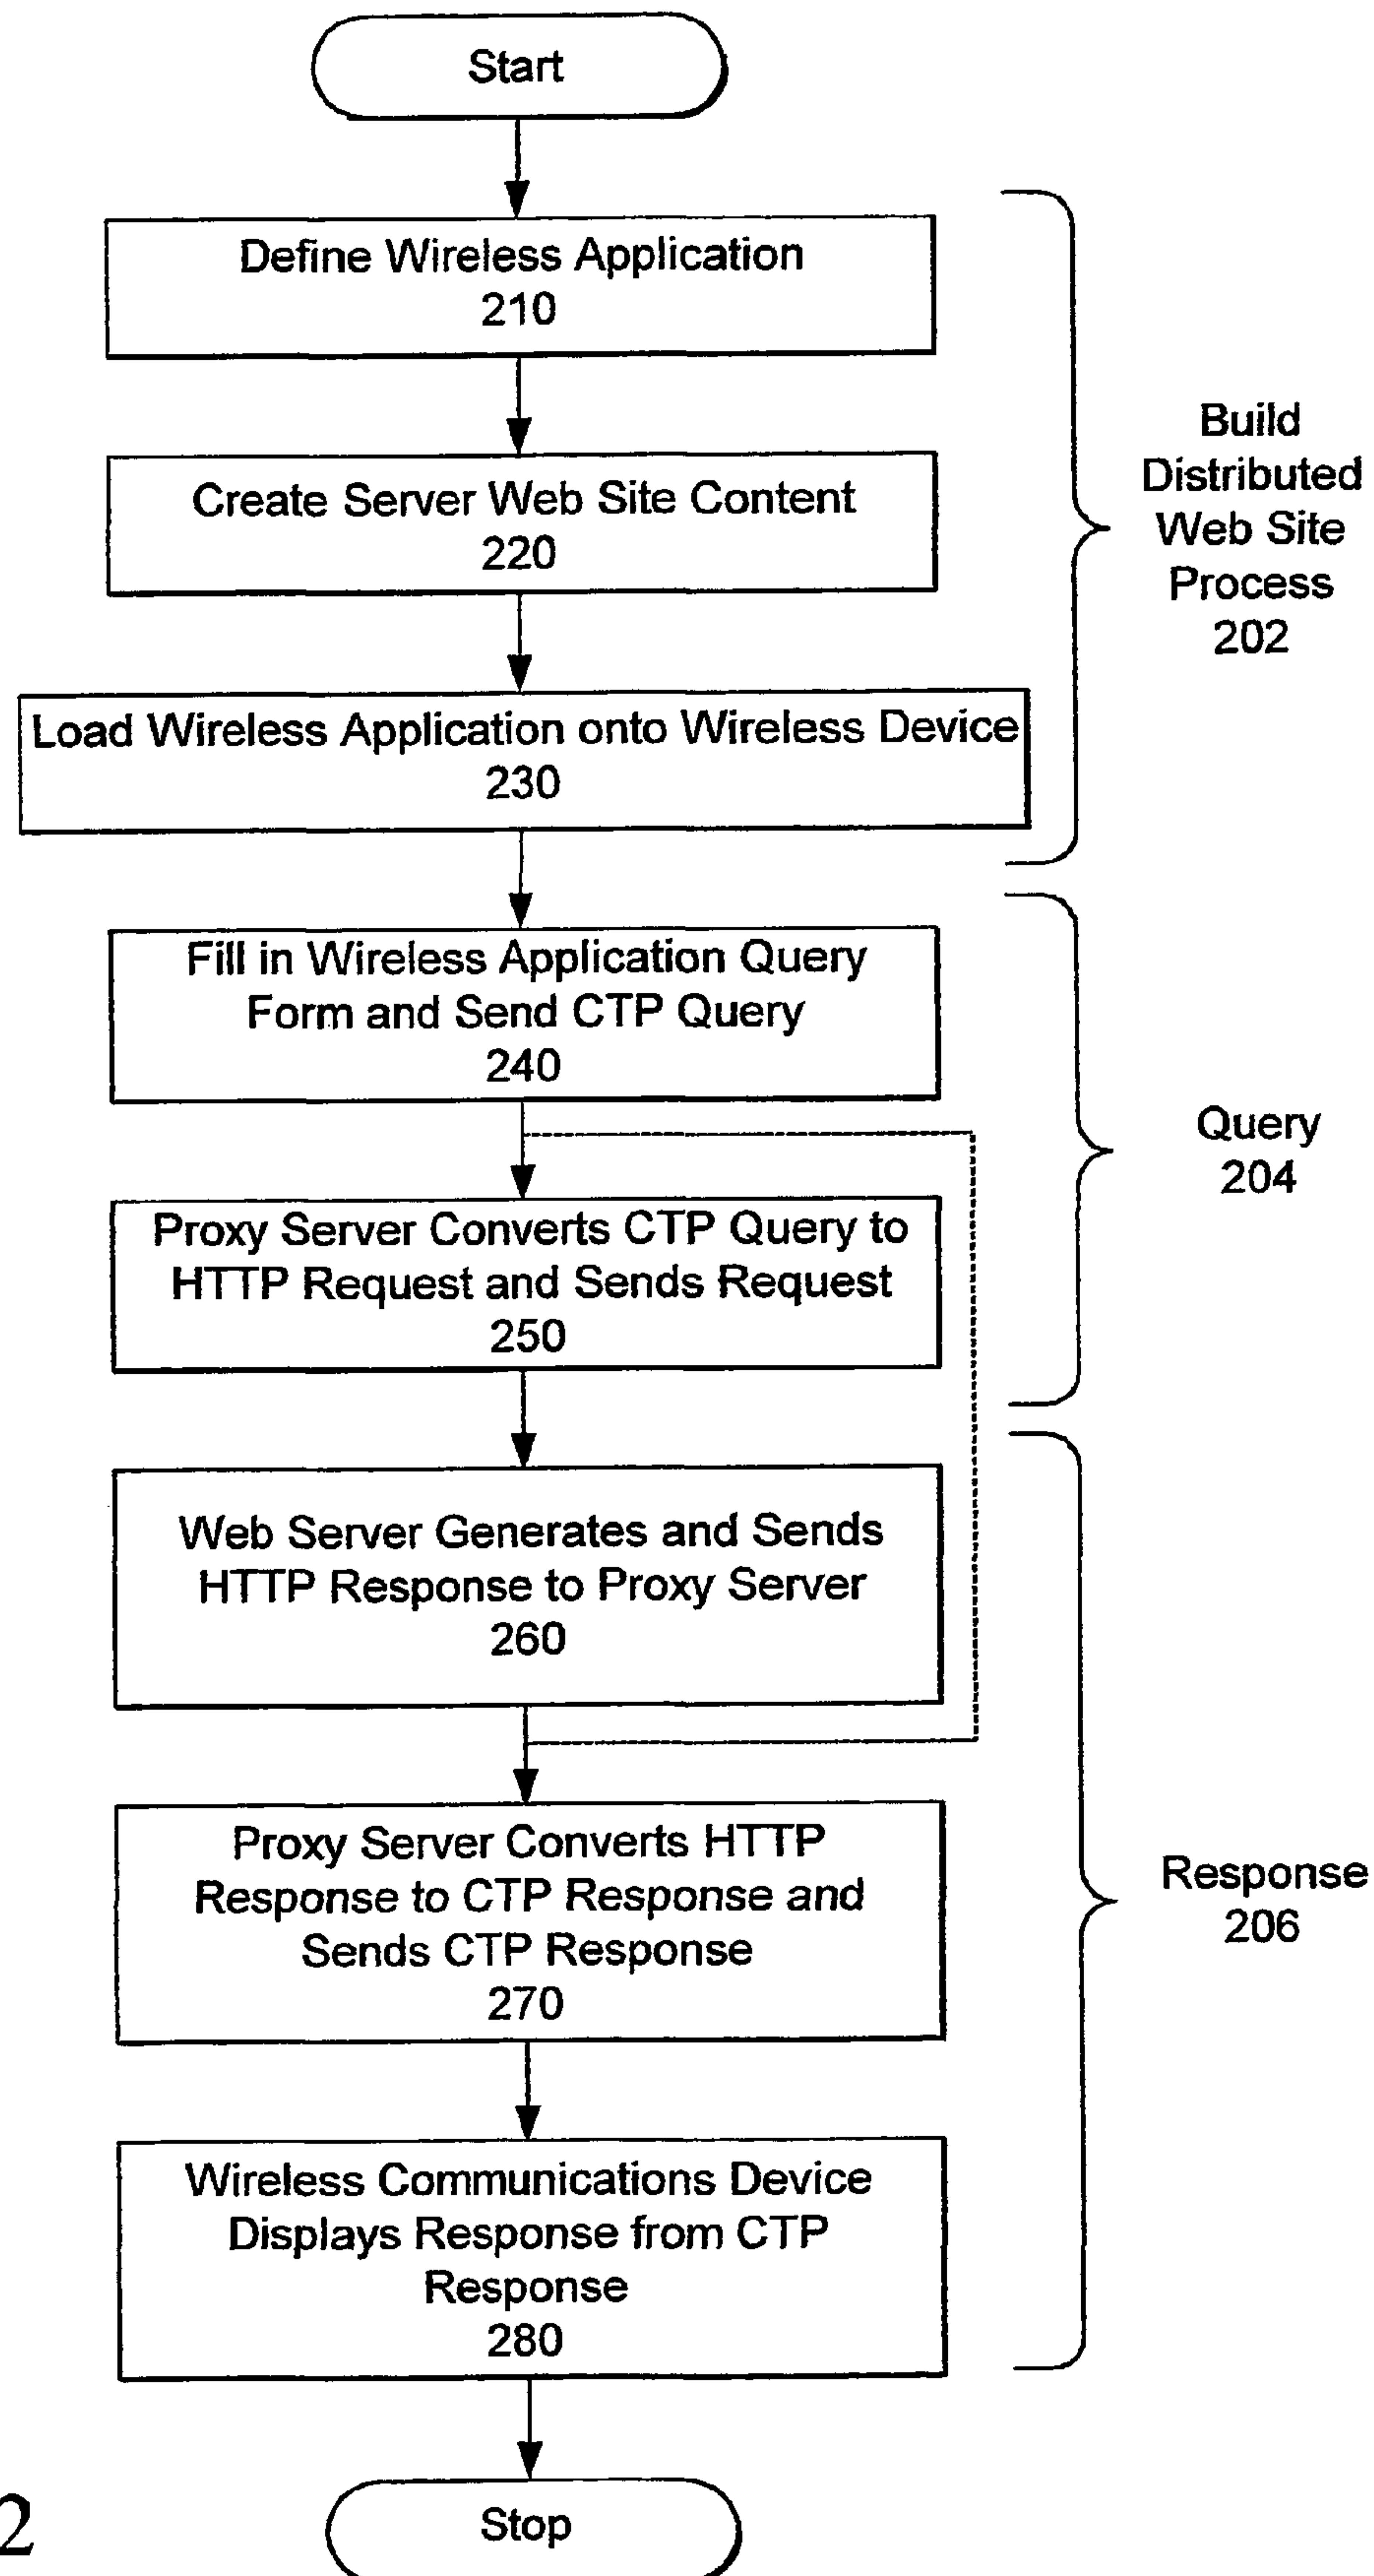 Start
Define Wireless Application
210
Create Server Web Site Content
220
Load Wireless Application onto Wireless Device
230
Build
Distributed
Web Site
Process
202
Fill in Wireless Application Query
Form and Send CTP Query
240
Proxy Server Converts CTP Query to
HTTP Request and Sends Request
250
Query
204
Web Server Generates and Sends
HTTP Response to Proxy Server
260
Proxy Server Converts HTTP
Response to CTP Response and
Sends CTP Response
270
Wireless Communications Device
Displays Response from CTP
Response
280
Response
206
Stop
2